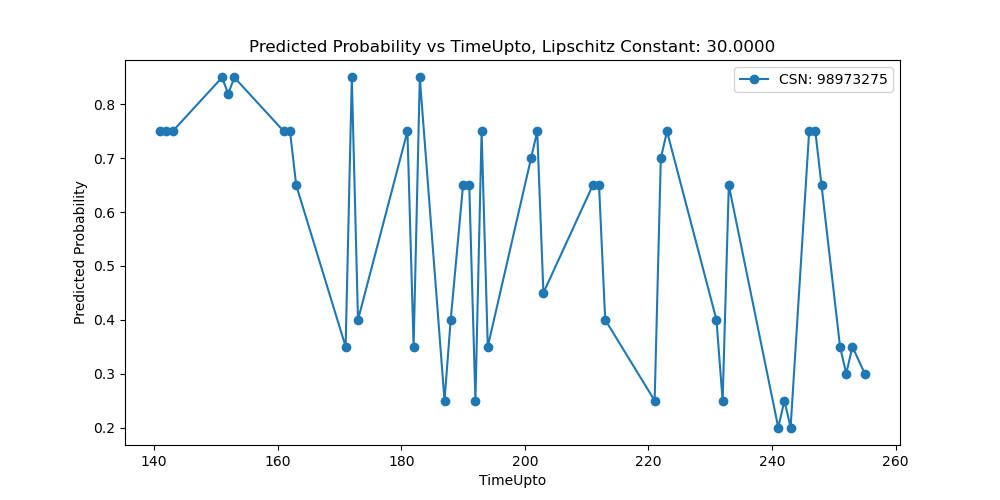 Predicted Probability vs TimeUpto, Lipschitz Constant: 30.0000
CSN: 98973275
Predicted Probability
0.8
0.7
0.6
0.5
0.4
0.3
0.2
140 160 180 200 220 240 260
TimeUpto